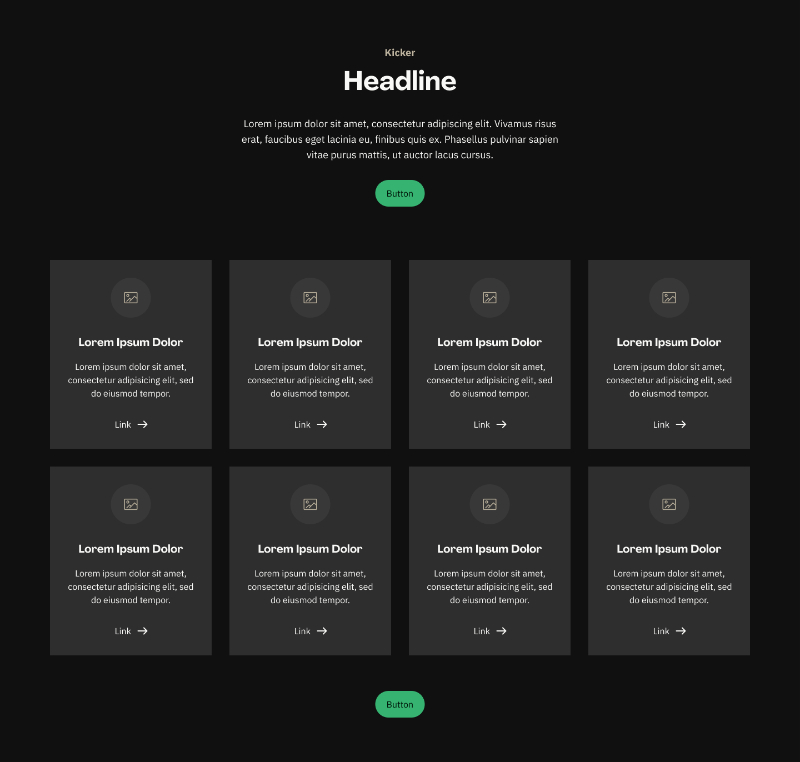 Kicker
Headline
Lorem ipsum dolor sit amet, consectetur adipiscing elit. Vivamus risus
erat, faucibus eget lacinia eu, finibus quis ex. Phasellus pulvinar sapien
vitae purus mattis, ut auctor lacus cursus.
Button
Lorem Ipsum Dolor
Lorem ipsum dolor sit amet,
consectetur adipisicing elit, sed
do eiusmod tempor.
Link
Lorem Ipsum Dolor
Lorem ipsum dolor sit amet,
consectetur adipisicing elit, sed
do eiusmod tempor.
Link
Lorem Ipsum Dolor
Lorem ipsum dolor sit amet,
consectetur adipisicing elit, sed
do eiusmod tempor.
Link
Lorem Ipsum Dolor
Lorem ipsum dolor sit amet,
consectetur adipisicing elit, sed
do eiusmod tempor.
Link
Lorem Ipsum Dolor
Lorem ipsum dolor sit amet,
consectetur adipisicing elit, sed
do eiusmod tempor.
Link
Lorem Ipsum Dolor
Lorem ipsum dolor sit amet,
consectetur adipisicing elit, sed
do eiusmod tempor.
Link
Lorem Ipsum Dolor
Lorem ipsum dolor sit amet,
consectetur adipisicing elit, sed
do eiusmod tempor.
Link
Lorem Ipsum Dolor
Lorem ipsum dolor sit amet,
consectetur adipisicing elit, sed
do eiusmod tempor.
Link
Button